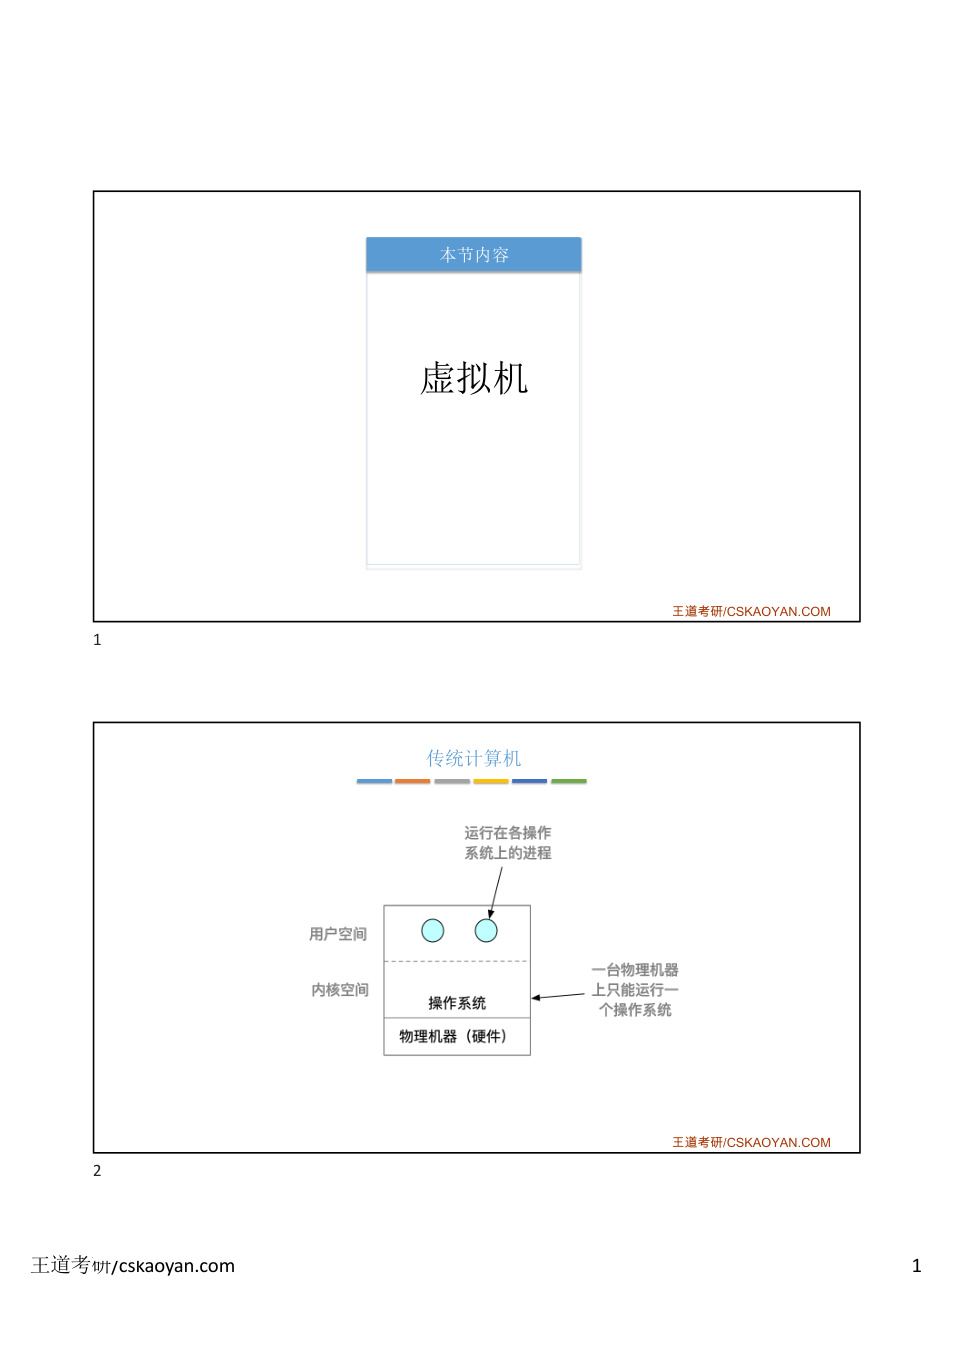 本节内容
虚拟机
王道考研/CSKAOYAN.COM
1
传统计算机
运行在各操作
系统上的进程
用户空间
内核空间
操作系统
物理机器（硬件）
一台物理机器
上只能运行一
个操作系统
王道考研/CSKAOYAN.COM
2
王道考研/cskaoyan.com
1